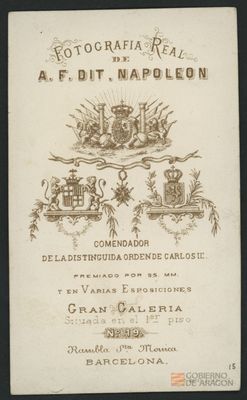 FOTOGRAFIA REAL
DE
A. F. DIT. NAPOLEON
COMENDADOR
DE LA DISTINGUIDA ORDEN DE CARLOS III.
PREMIADO POR SS. MM.
Y EN VARIAS EXPOSICIONES
GRAN GALERIA
Situada en el 1er piso
Nº 19.
Rambla Sta Monica
BARCELONA.
15
GOBIERNO
DE ARAGON